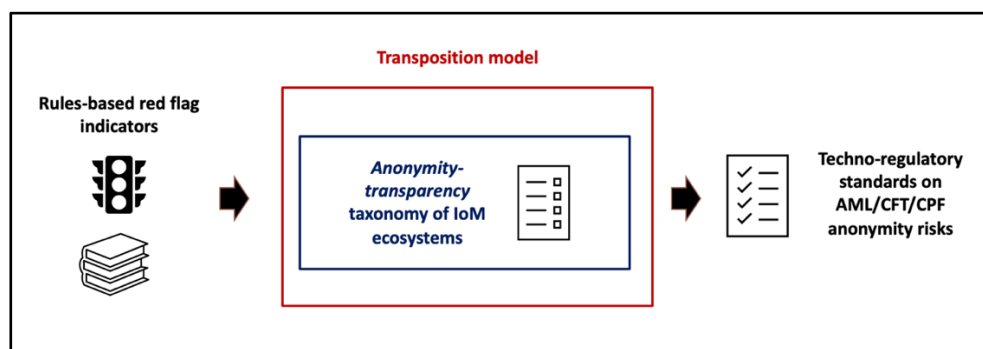 Transposition model
Rules-based red flag
indicators
Anonymity-
transparency
taxonomy of IoM
ecosystems
Techno-regulatory
standards on
AML/CFT/CPF
anonymity risks